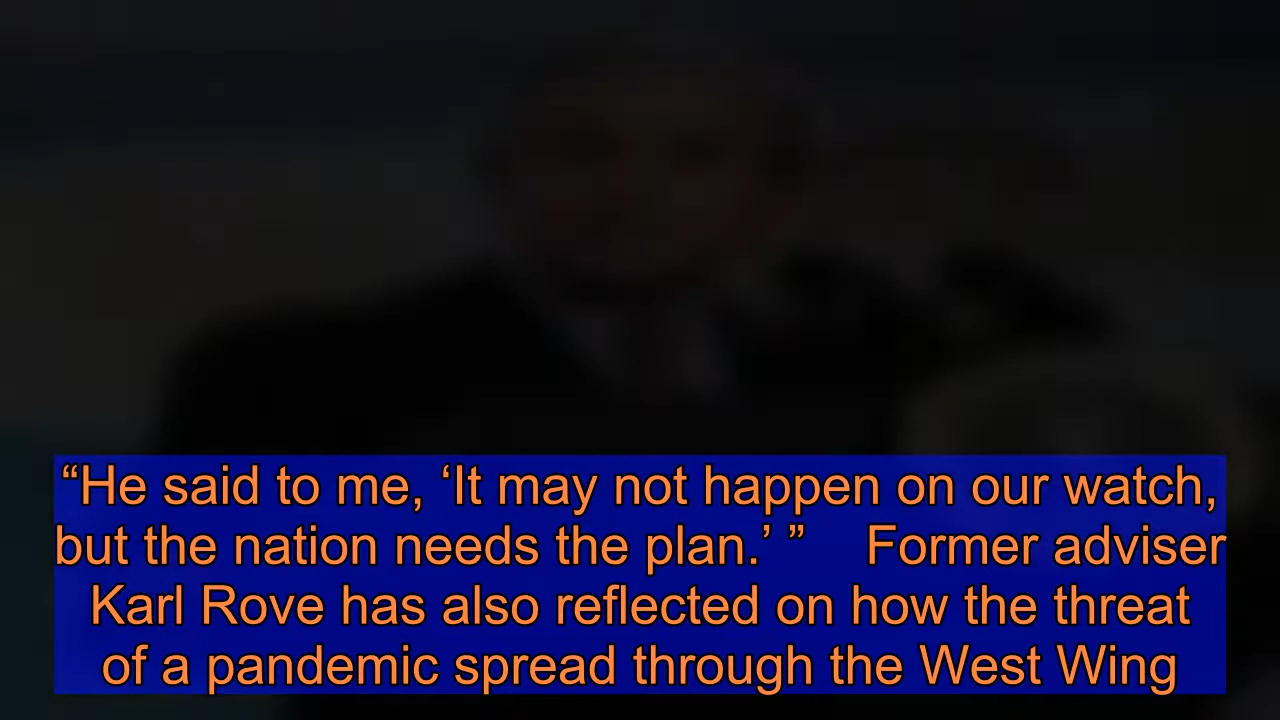 “He said to me, ‘It may not happen on our watch,
but the nation needs the plan.’ ” Former adviser
Karl Rove has also reflected on how the threat
of a pandemic spread through the West Wing